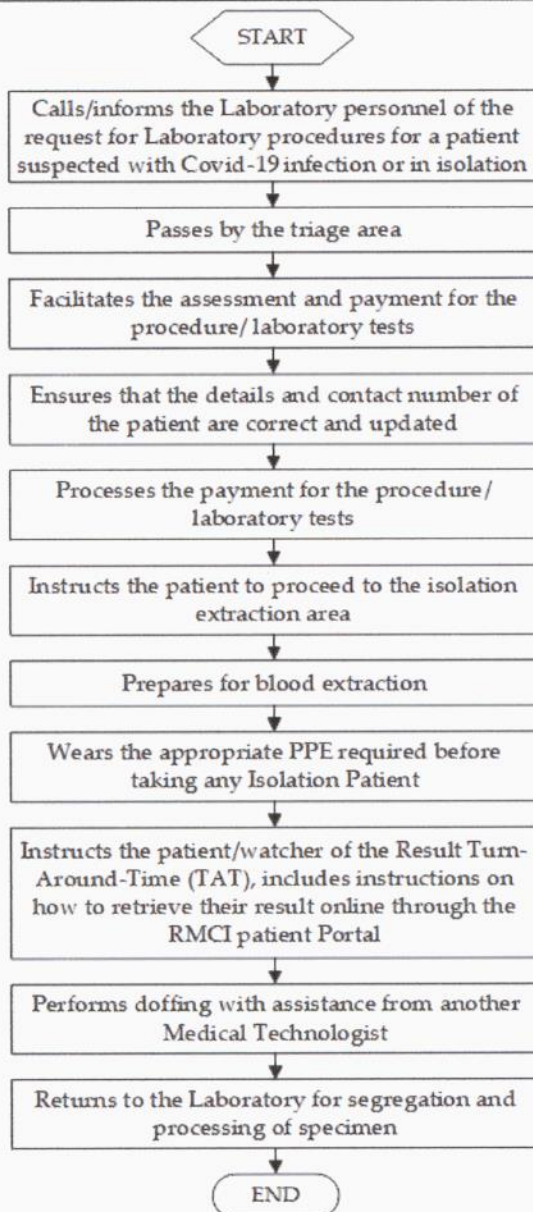 START
Calls/informs the Laboratory personnel of the
request for Laboratory procedures for a patient
suspected with Covid-19 infection or in isolation
Passes by the triage area
Facilitates the assessment and payment for the
procedure/ laboratory tests
Ensures that the details and contact number of
the patient are correct and updated
Processes the payment for the procedure/
laboratory tests
Instructs the patient to proceed to the isolation
extraction area
Prepares for blood extraction
Wears the appropriate PPE required before
taking any Isolation Patient
Instructs the patient/watcher of the Result Turn-
Around-Time (TAT), includes instructions on
how to retrieve their result online through the
RMCI patient Portal
Performs doffing with assistance from another
Medical Technologist
Returns to the Laboratory for segregation and
processing of specimen
END